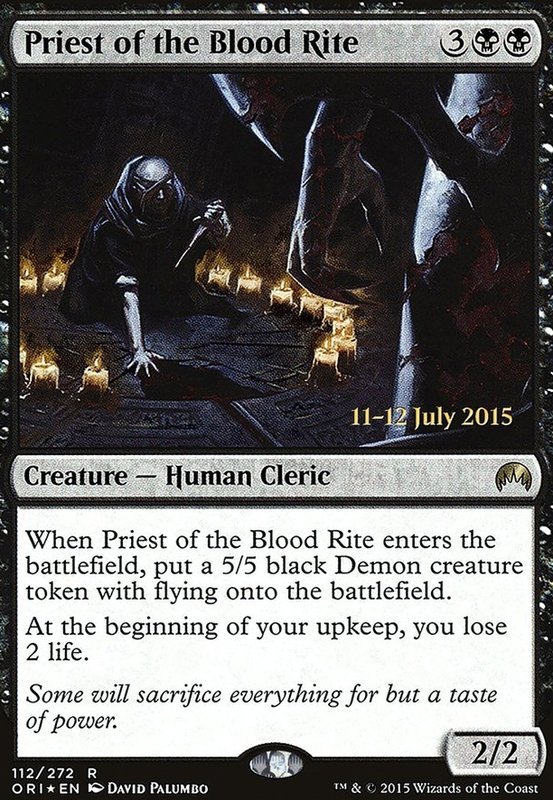 Priest of the Blood Rite 3
11-12 July 2015
Creature — Human Cleric
When Priest of the Blood Rite enters the
battlefield, put a 5/5 black Demon creature
token with flying onto the battlefield.
At the beginning of your upkeep, you lose
2 life.
Some will sacrifice everything for but a taste
of power.
2/2
112/272 R
ORI★EN DAVID PALUMBO
™ & © 2015 Wizards of the Coast